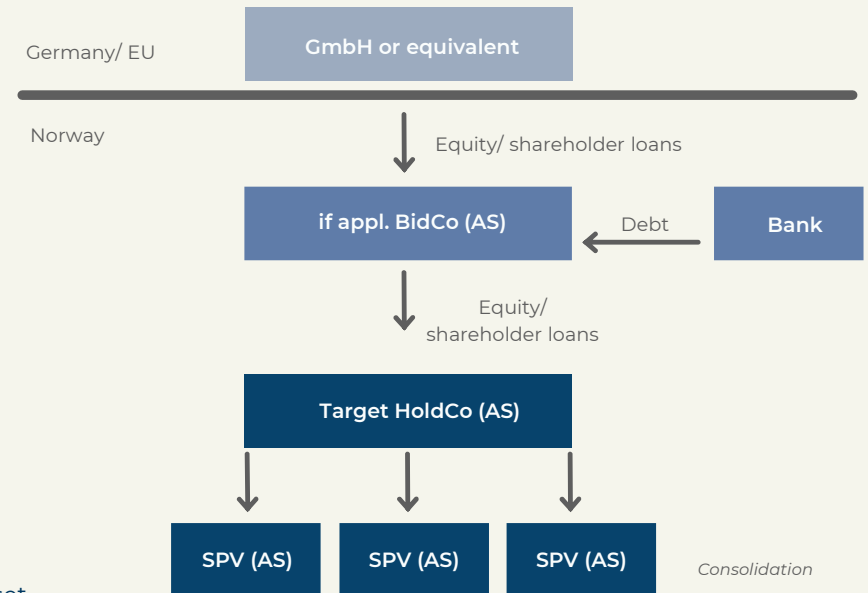 Germany/ EU
GmbH or equivalent
Norway
Equity/ shareholder loans
if appl. BidCo (AS)
Debt
Bank
Equity/
shareholder loans
Target HoldCo (AS)
SPV (AS)
SPV (AS)
SPV (AS)
Consolidation